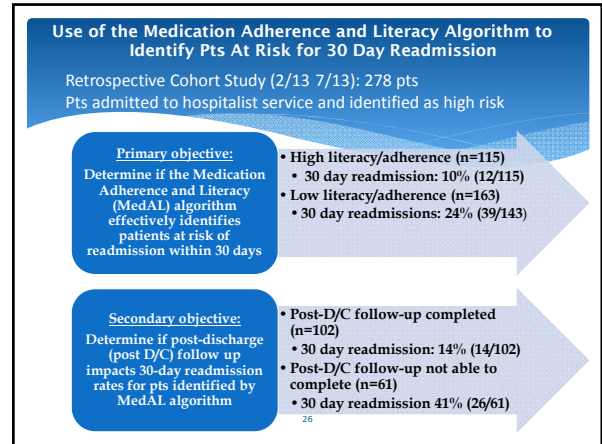 Use of the Medication Adherence and Literacy Algorithm to
Identify Pts At Risk for 30 Day Readmission
Retrospective Cohort Study (2/13 7/13): 278 pts
Pts admitted to hospitalist service and identified as high risk
Primary objective:
Determine if the Medication
Adherence and Literacy
(MedAL) algorithm
effectively identifies
patients at risk of
readmission within 30 days
• High literacy/adherence (n=115)
• 30 day readmission: 10% (12/115)
• Low literacy/adherence (n=163)
• 30 day readmissions: 24% (39/143)
Secondary objective:
Determine if post-discharge
(post D/C) follow up
impacts 30-day readmission
rates for pts identified by
MedAL algorithm
• Post-D/C follow-up completed
(n=102)
• 30 day readmission: 14% (14/102)
• Post-D/C follow-up not able to
complete (n=61)
• 30 day readmission 41% (26/61)
26